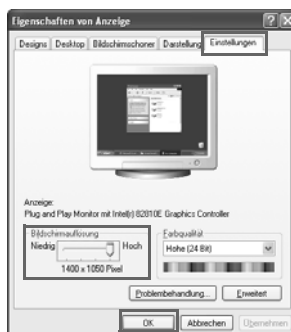 Eigenschaften von Anzeige
Designs Desktop Bildschirmschoner Darstellung Einstellungen
Anzeige:
Plug and Play Monitor mit Intel(r) 82810E Graphics Controller
Bildschirmauflösung
Niedrig Hoch
1400 x 1050 Pixel
Farbqualität
Hohe (24 Bit)
Problembehandlung... Erweitert
OK Abbrechen Übernehmen